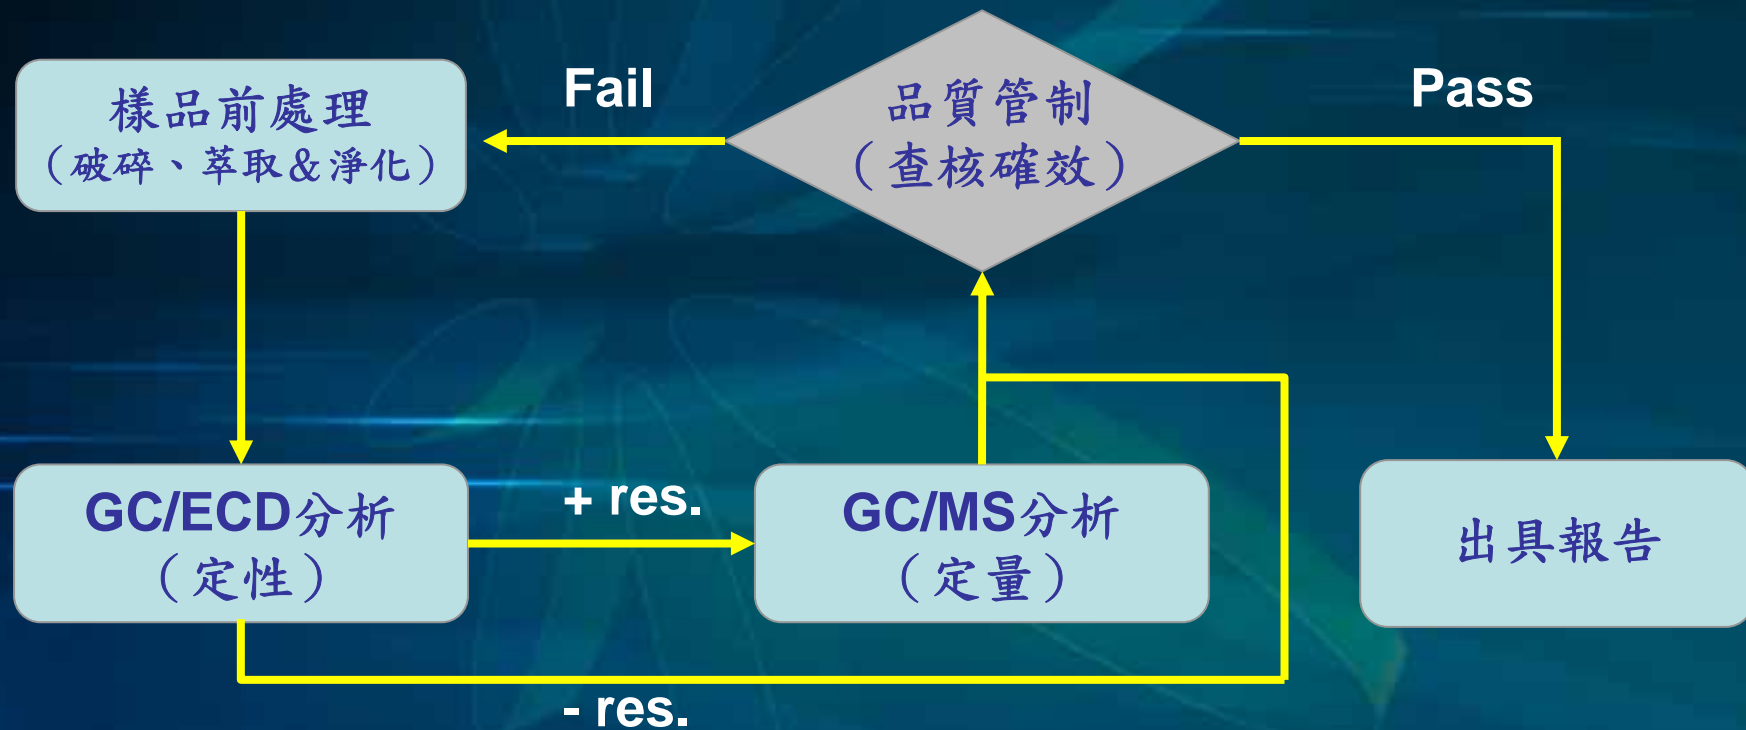 樣品前處理
（破碎、萃取&淨化）
Fail
品質管制
（查核確效）
Pass
GC/ECD分析
（定性）
+ res.
GC/MS分析
（定量）
出具報告
- res.